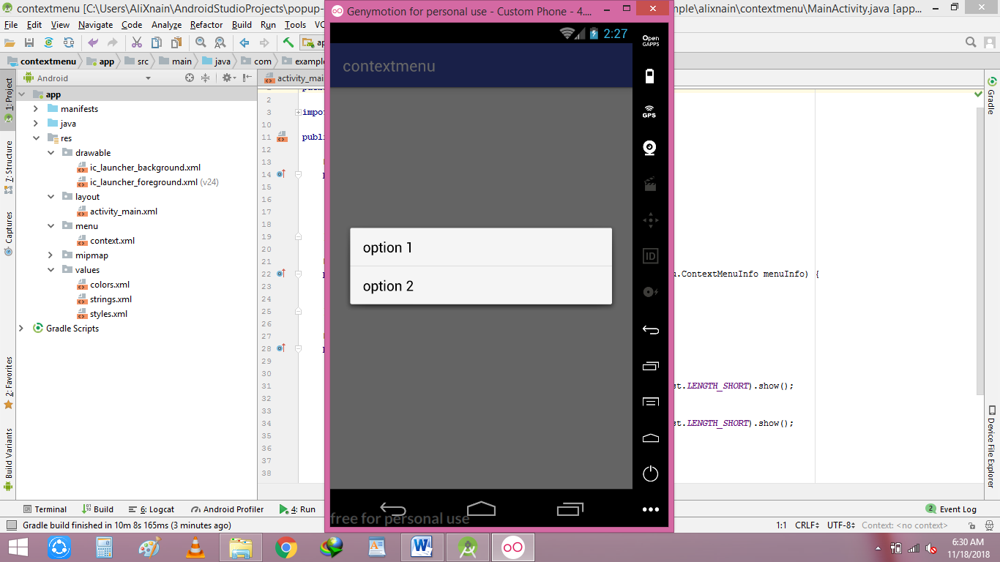 contextmenu [C:\Users\AliXnain\AndroidStudioProjects\popup-
Genymotion for personal use - Custom Phone - 4....
mple\alixnain\contextmenu\MainActivity.java [app...
File Edit View Navigate Code Analyze Refactor Build Run Tools VC
contextmenu app src main java com example
Android
activity_mai
1: Project
7: Structure
Captures
2: Favorites
Build Variants
app
manifests
java
res
drawable
ic_launcher_background.xml
ic_launcher_foreground.xml (v24)
layout
activity_main.xml
menu
context.xml
mipmap
values
colors.xml
strings.xml
styles.xml
Gradle Scripts
2
3 impor
10
11 publi
12
13
14
15
16
17
18
19
20
21
22
23
24
25
26
27
28
29
30
31
32
33
34
35
36
37
38
2:27
contextmenu
option 1
option 2
free for personal use
Open
GAPPS
GPS
ID
u.ContextMenuInfo menuInfo) {
st.LENGTH_SHORT).show();
st.LENGTH_SHORT).show();
Gradle
Device File Explorer
Terminal Build 6: Logcat Android Profiler 4: Run
2 Event Log
Gradle build finished in 10m 8s 165ms (3 minutes ago)
1:1 CRLF UTF-8 Context: <no context>
6:30 AM
11/18/2018